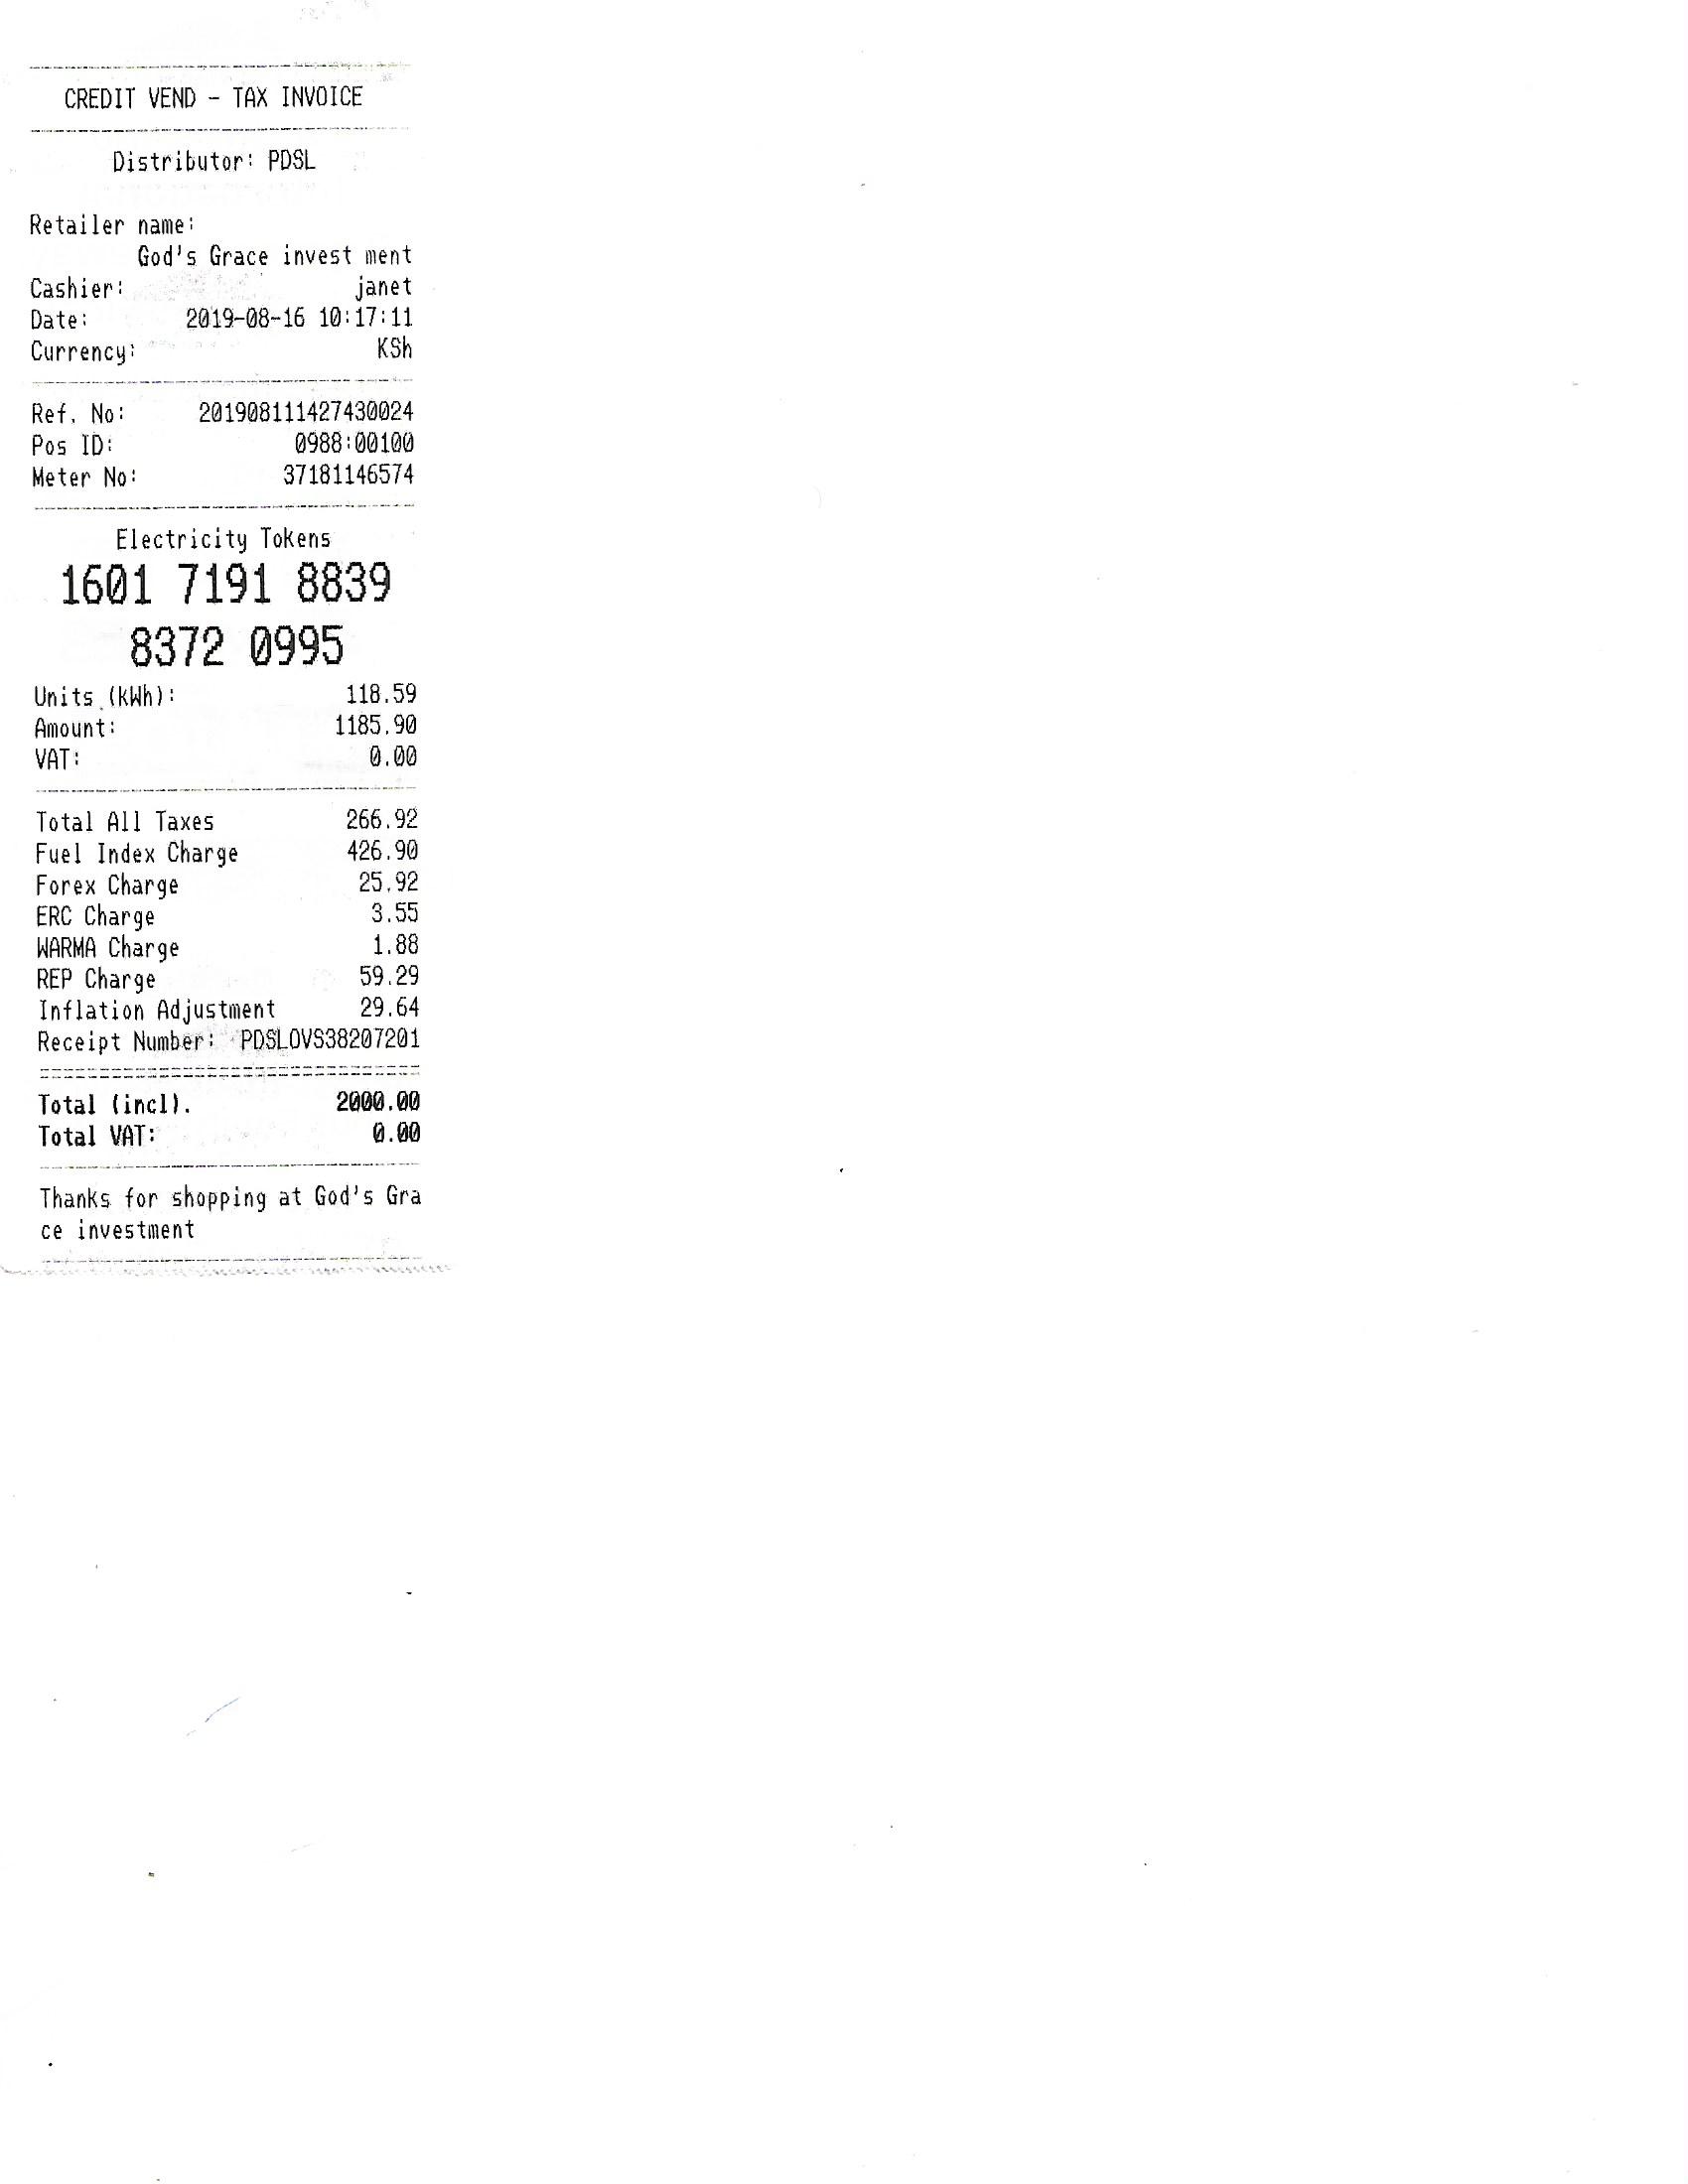 CREDIT VEND - TAX INVOICE
Distributor: PDSL
Retailer name:
God's Grace invest ment
Cashier: janet
Date: 2019-08-16 10:17:11
Currency: KSh
Ref. No: 201908111427430024
Pos ID: 0988:00100
Meter No: 37181146574
Electricity Tokens
1601 7191 8839
8372 0995
Units (kWh): 118.59
Amount: 1185.90
VAT: 0.00
Total All Taxes 266.92
Fuel Index Charge 426.90
Forex Charge 25.92
ERC Charge 3.55
WARMA Charge 1.88
REP Charge 59.29
Inflation Adjustment 29.64
Receipt Number: PDSLOVS38207201
Total (incl). 2000.00
Total VAT: 0.00
Thanks for shopping at God's Gra
ce investment